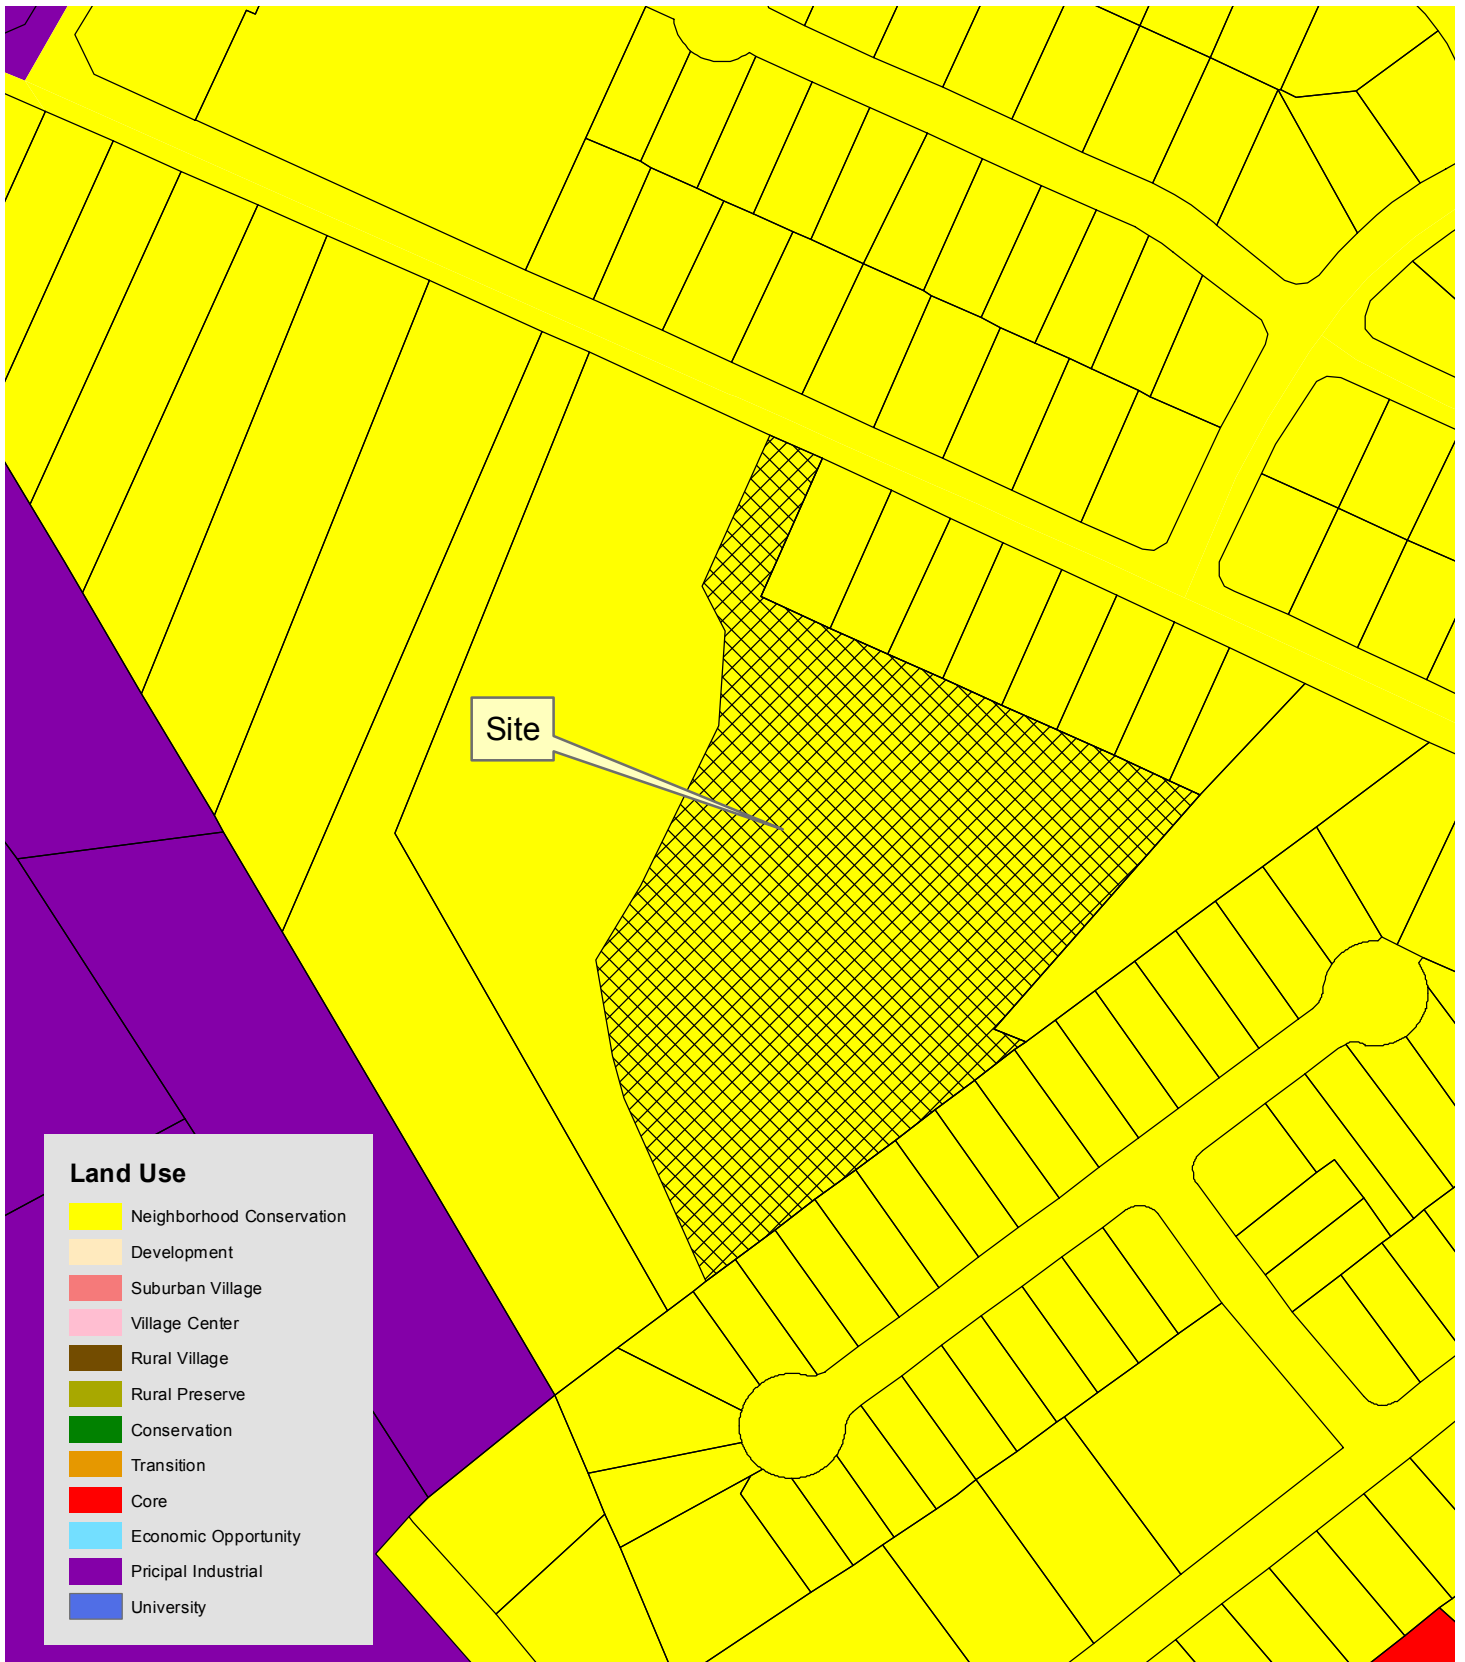 Site
Land Use
Neighborhood Conservation
Development
Suburban Village
Village Center
Rural Village
Rural Preserve
Conservation
Transition
Core
Economic Opportunity
Pricipal Industrial
University